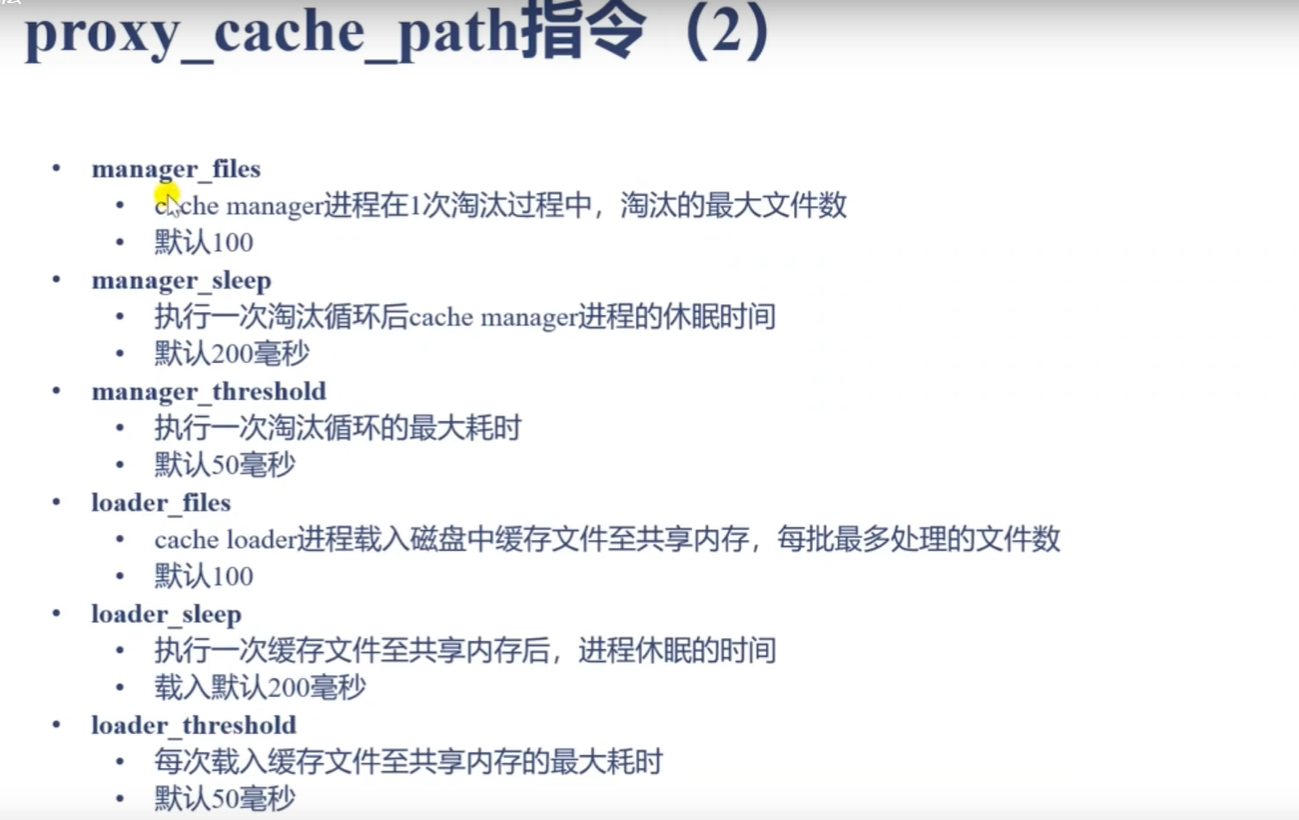 法
proxy_cache_path指令（2）
• manager_files
• cache manager进程在1次淘汰过程中，淘汰的最大文件数
• 默认100
• manager_sleep
• 执行一次淘汰循环后cache manager进程的休眠时间
• 默认200毫秒
• manager_threshold
• 执行一次淘汰循环的最大耗时
• 默认50毫秒
• loader_files
• cache loader进程载入磁盘中缓存文件至共享内存，每批最多处理的文件数
• 默认100
• loader_sleep
• 执行一次缓存文件至共享内存后，进程休眠的时间
• 载入默认200毫秒
• loader_threshold
• 每次载入缓存文件至共享内存的最大耗时
• 默认50毫秒